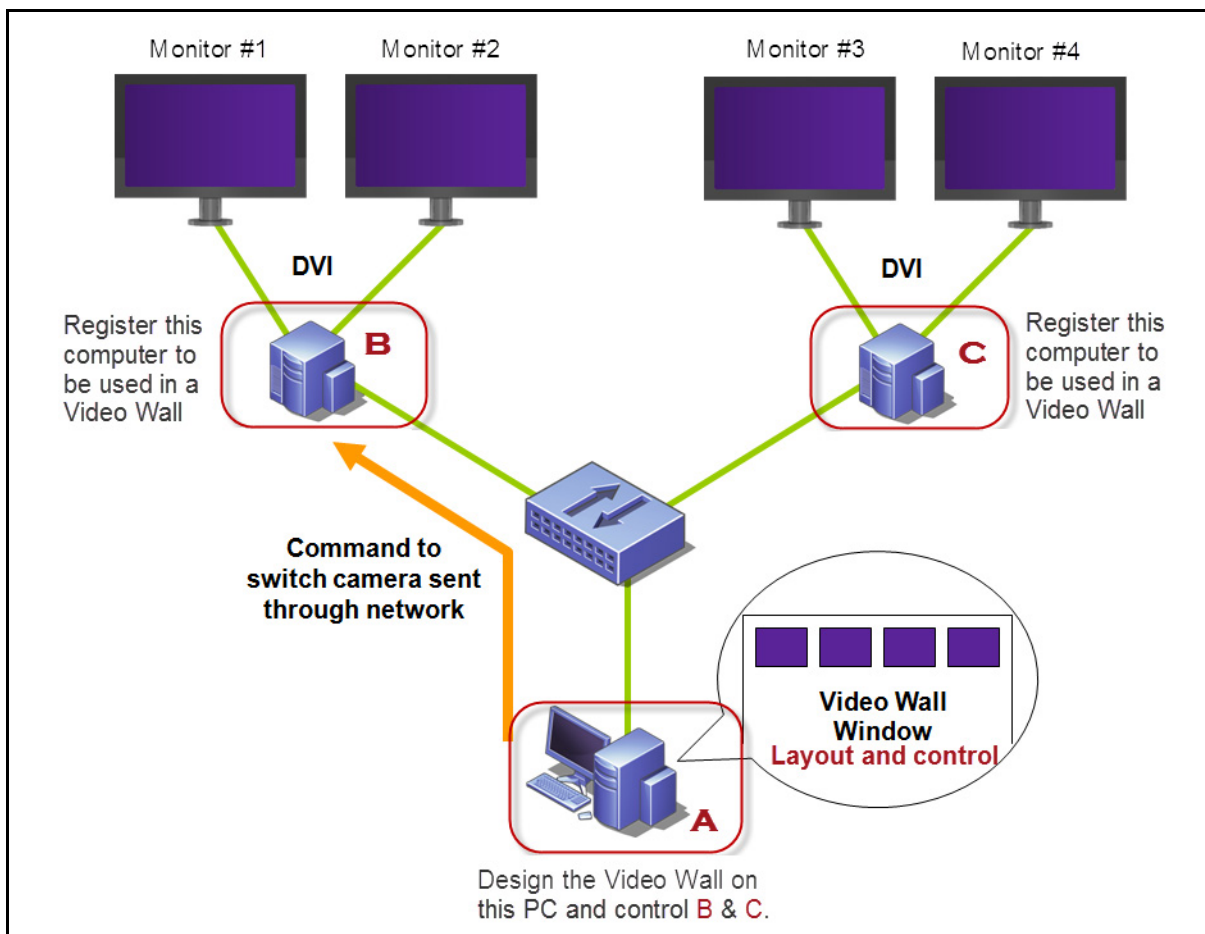 Monitor #1
Monitor #2
Monitor #3
Monitor #4
DVI
DVI
Register this
computer to
be used in a
Video Wall
B
C
Register this
computer to
be used in a
Video Wall
Command to
switch camera sent
through network
Video Wall
Window
Layout and control
A
Design the Video Wall on
this PC and control B & C.